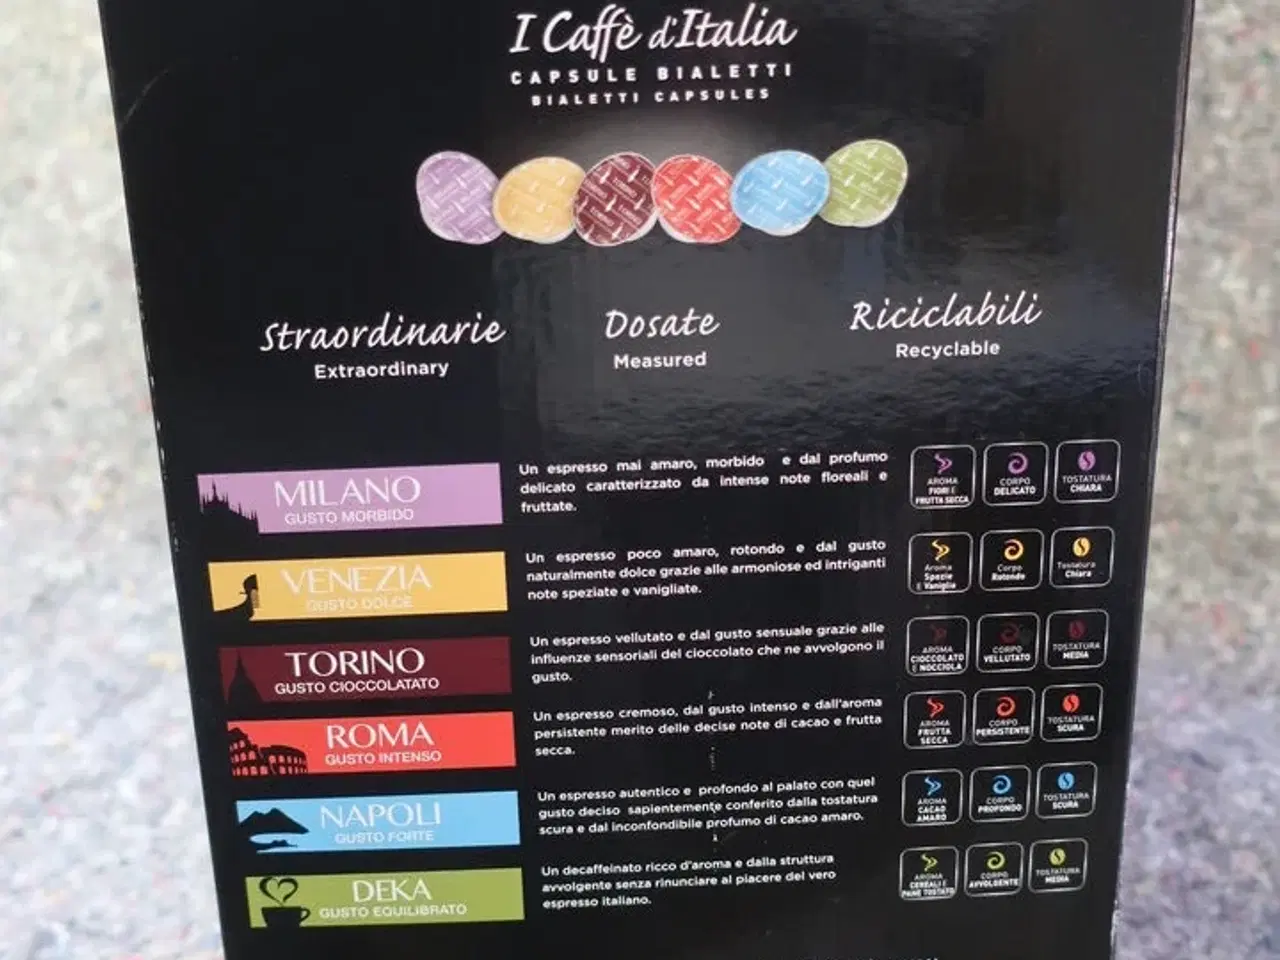 I Caffè d'Italia
CAPSULE BIALETTI
BIALETTI CAPSULES
Straordinarie
Extraordinary
Dosate
Measured
Riciclabili
Recyclable
MILANO
GUSTO MORBIDO
Un espresso mai amaro, morbido e dal profumo
delicato caratterizzato da intense note floreali e
fruttate.
AROMA
FIORI E
FRUTTA SECCA
CORPO
DELICATO
TOSTATURA
CHIARA
VENEZIA
GUSTO DOLCE
Un espresso poco amaro, rotondo e dal gusto
naturalmente dolce grazie alle armoniose ed intriganti
note speziate e vanigliate.
Aroma
Spezie
E Vaniglia
Corpo
Rotondo
Tostatura
Chiara
TORINO
GUSTO CIOCCOLATATO
Un espresso vellutato e dal gusto sensuale grazie alle
influenze sensoriali del cioccolato che ne avvolgono il
gusto.
AROMA
CIOCCOLATO
E NOCCIOLA
CORPO
VELLUTATO
TOSTATURA
MEDIA
ROMA
GUSTO INTENSO
Un espresso cremoso, dal gusto intenso e dall'aroma
persistente merito delle decise note di cacao e frutta
secca.
AROMA
FRUTTA
SECCA
CORPO
PERSISTENTE
TOSTATURA
SCURA
NAPOLI
GUSTO FORTE
Un espresso autentico e profondo al palato con quel
gusto deciso sapientemente conferito dalla tostatura
scura e dal inconfondibile profumo di cacao amaro.
AROMA
CACAO
AMARO
CORPO
PROFONDO
TOSTATURA
SCURA
DEKA
GUSTO EQUILIBRATO
Un decaffeinato ricco d'aroma e dalla struttura
avvolgente senza rinunciare al piacere del vero
espresso italiano.
AROMA
CEREALI E
PANE TOSTATO
CORPO
AVVOLGENTE
TOSTATURA
MEDIA